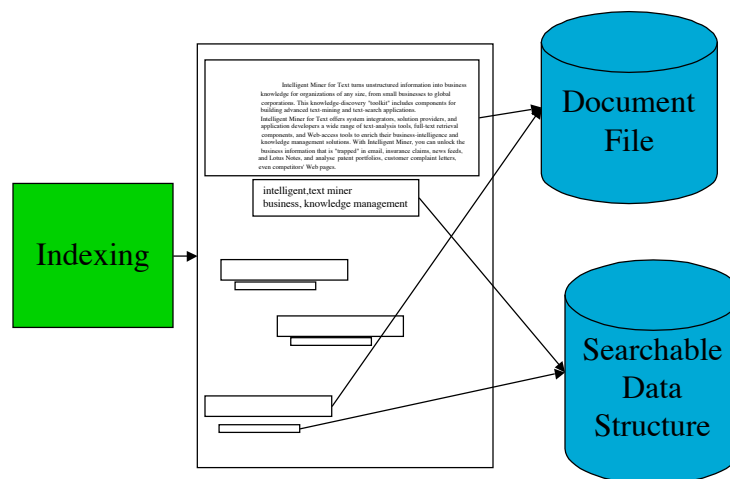 Intelligent Miner for Text turns unstructured information into business
knowledge for organizations of any size, from small businesses to global
corporations. This knowledge-discovery "toolkit" includes components for
building advanced text-mining and text-search applications.
Intelligent Miner for Text offers system integrators, solution providers, and
application developers a wide range of text-analysis tools, full-text retrieval
components, and Web-access tools to enrich their business-intelligence and
knowledge management solutions. With Intelligent Miner, you can unlock the
business information that is "trapped" in email, insurance claims, news feeds,
and Lotus Notes, and analyse patent portfolios, customer complaint letters,
even competitors' Web pages.
intelligent,text miner
business, knowledge management
Indexing
Document
File
Searchable
Data
Structure